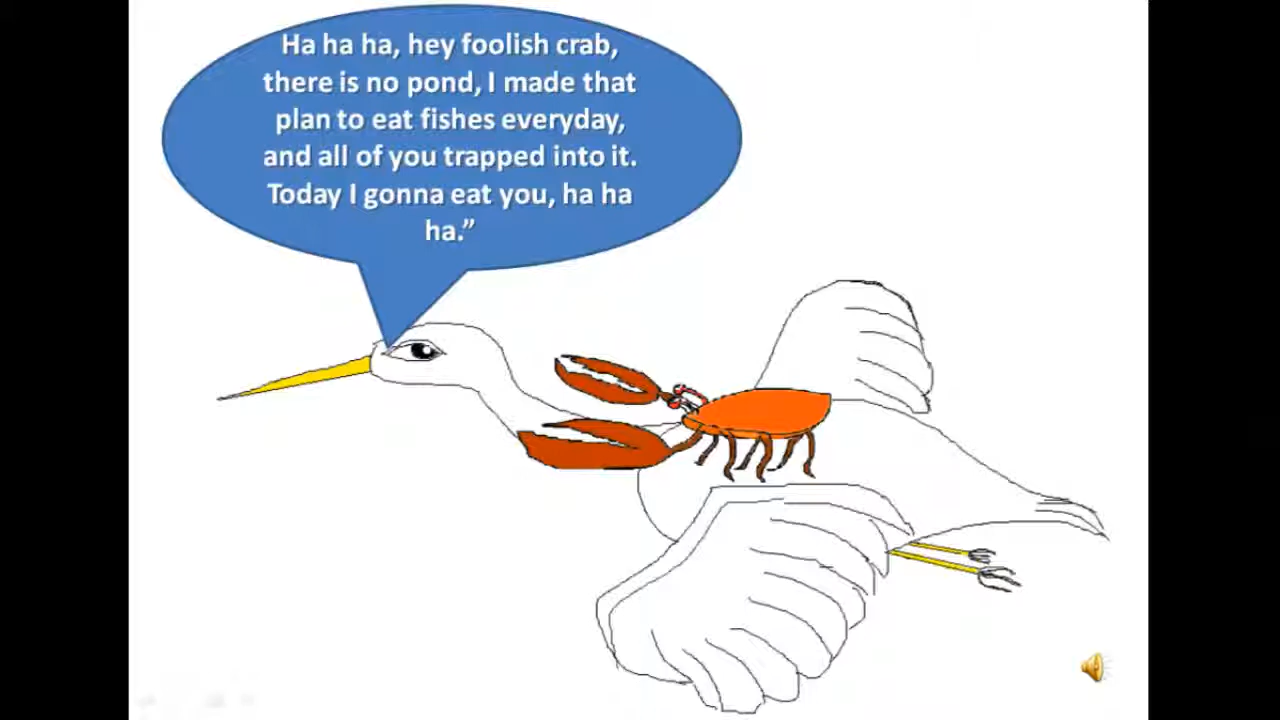 Ha ha ha, hey foolish crab,
there is no pond, I made that
plan to eat fishes everyday,
and all of you trapped into it.
Today I gonna eat you, ha ha
ha.”